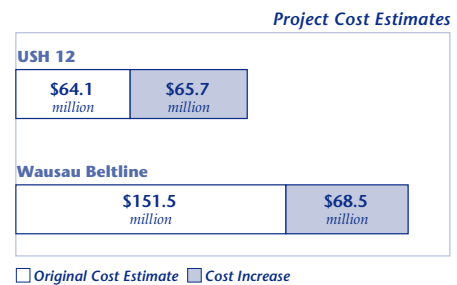 Project Cost Estimates
USH 12
$64.1 $65.7
million million
Wausau Beltline
$151.5 $68.5
million million
Original Cost Estimate Cost Increase